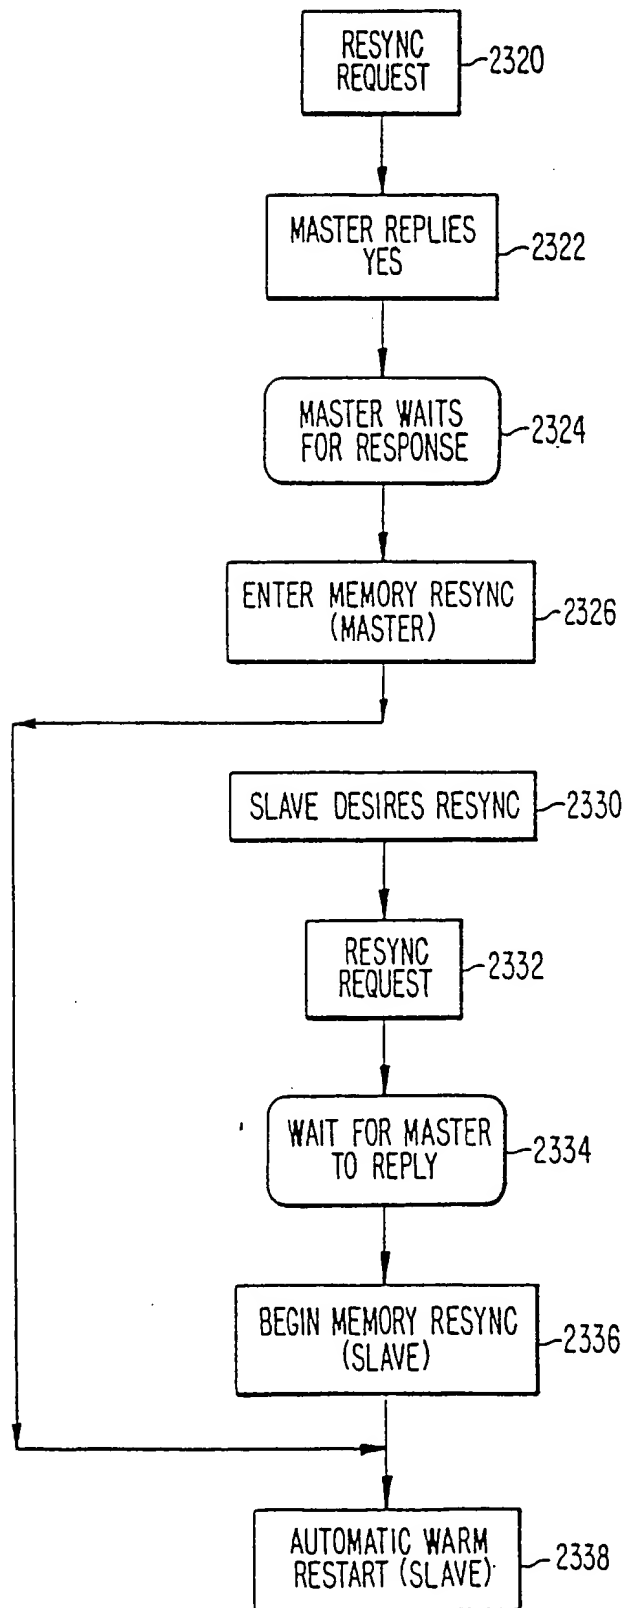 RESYNC
REQUEST
2320
MASTER REPLIES
YES
2322
MASTER WAITS
FOR RESPONSE
2324
ENTER MEMORY RESYNC
(MASTER)
2326
SLAVE DESIRES RESYNC
2330
RESYNC
REQUEST
2332
WAIT FOR MASTER
TO REPLY
2334
BEGIN MEMORY RESYNC
(SLAVE)
2336
AUTOMATIC WARM
RESTART (SLAVE)
2338